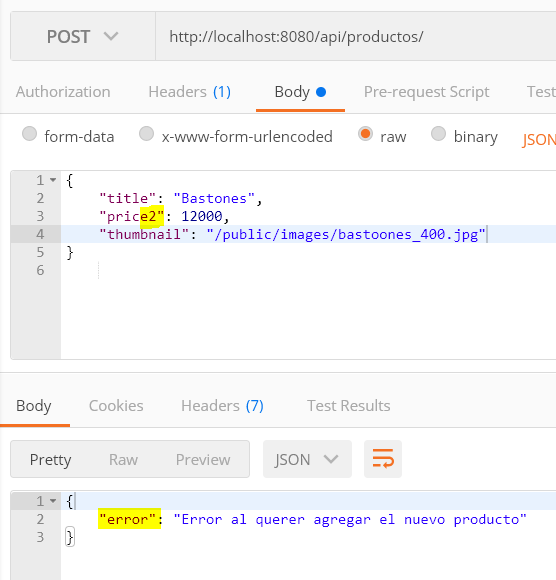 POST http://localhost:8080/api/productos/
Authorization Headers (1) Body Pre-request Script Test
form-data x-www-form-urlencoded raw binary JSON
1 {
2 "title": "Bastones",
3 "price2": 12000,
4 "thumbnail": "/public/images/bastoones_400.jpg"
5 }
6
Body Cookies Headers (7) Test Results
Pretty Raw Preview JSON
1 {
2 "error": "Error al querer agregar el nuevo producto"
3 }